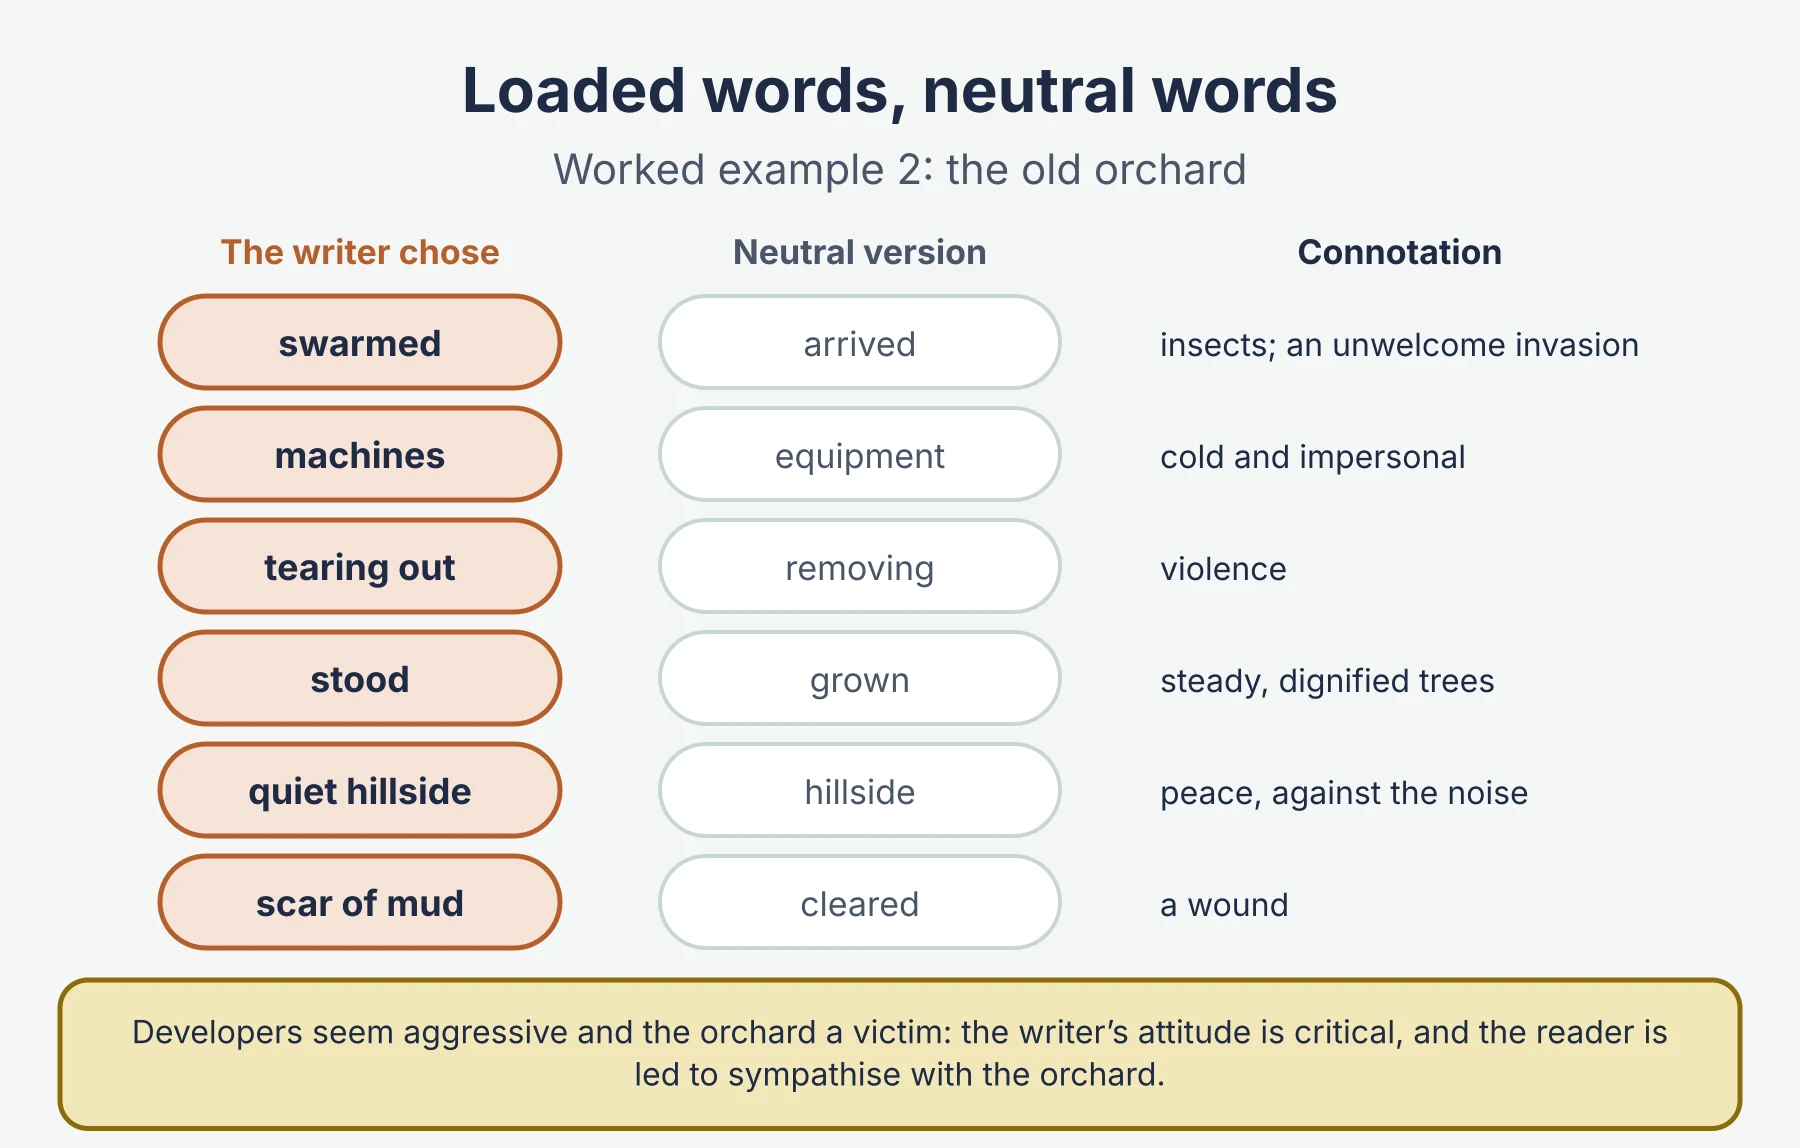 Loaded words, neutral words
Worked example 2: the old orchard
The writer chose Neutral version Connotation
swarmed arrived insects; an unwelcome invasion
machines equipment cold and impersonal
tearing out removing violence
stood grown steady, dignified trees
quiet hillside hillside peace, against the noise
scar of mud cleared a wound
Developers seem aggressive and the orchard a victim: the writer’s attitude is critical, and the reader is
led to sympathise with the orchard.